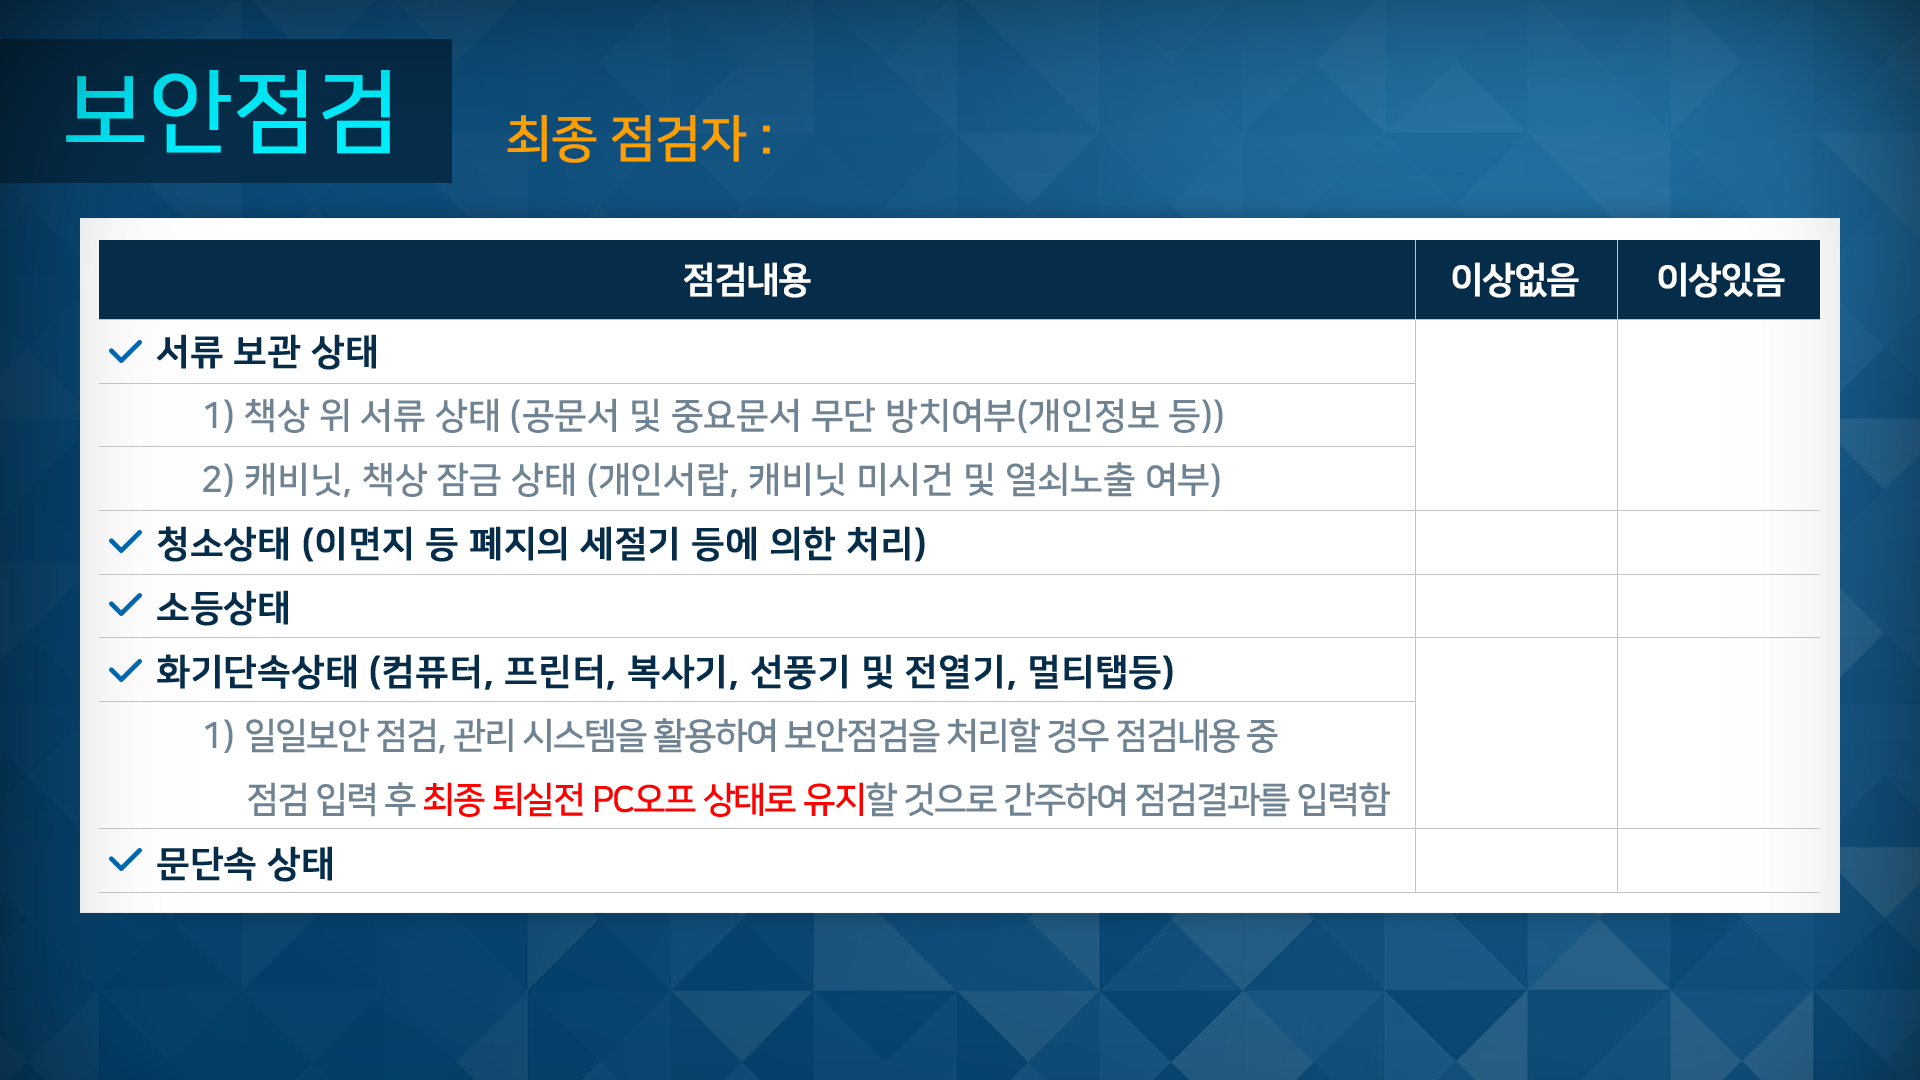 보안점검
최종 점검자 :
점검내용 이상없음 이상있음
서류 보관 상태
1) 책상 위 서류 상태 (공문서 및 중요문서 무단 방치여부(개인정보 등))
2) 캐비닛, 책상 잠금 상태 (개인서랍, 캐비닛 미시건 및 열쇠노출 여부)
청소상태 (이면지 등 폐지의 세절기 등에 의한 처리)
소등상태
화기단속상태 (컴퓨터, 프린터, 복사기, 선풍기 및 전열기, 멀티탭등)
1) 일일보안 점검, 관리 시스템을 활용하여 보안점검을 처리할 경우 점검내용 중
점검 입력 후 최종 퇴실전 PC오프 상태로 유지할 것으로 간주하여 점검결과를 입력함
문단속 상태